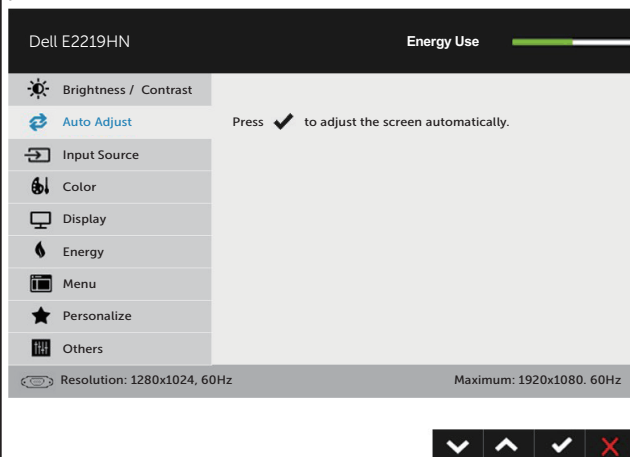 Dell E2219HN
Energy Use
Brightness / Contrast
Auto Adjust
Press ✔ to adjust the screen automatically.
Input Source
Color
Display
Energy
Menu
Personalize
Others
Resolution: 1280x1024, 60Hz
Maximum: 1920x1080. 60Hz